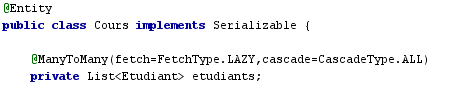 @Entity
public class Cours implements Serializable {
@ManyToMany(fetch=FetchType.LAZY,cascade=CascadeType.ALL)
private List<Etudiant> etudiants;